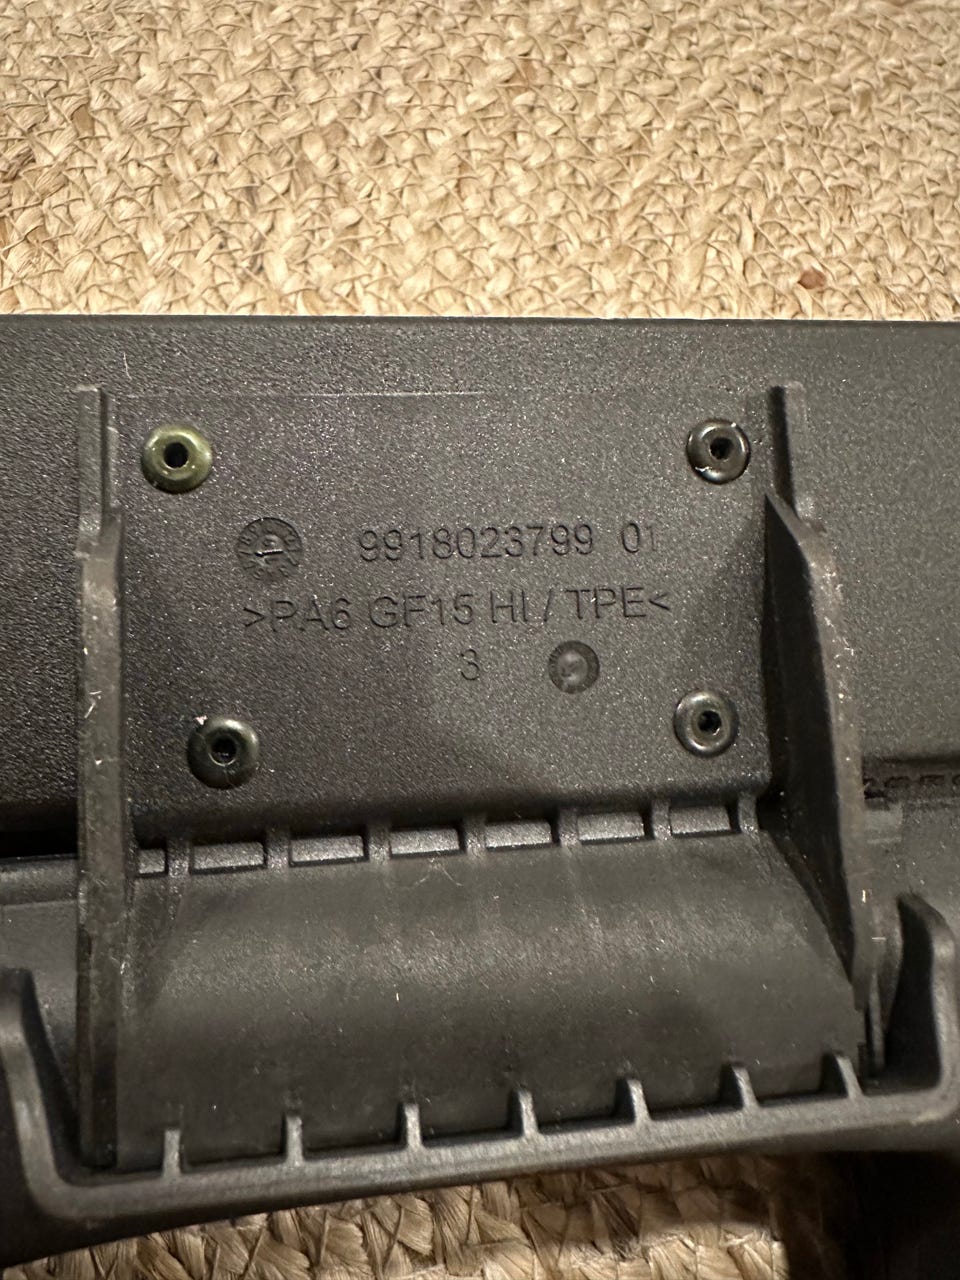 9918023799 01
>PA6 GF15 HI / TPE<
3